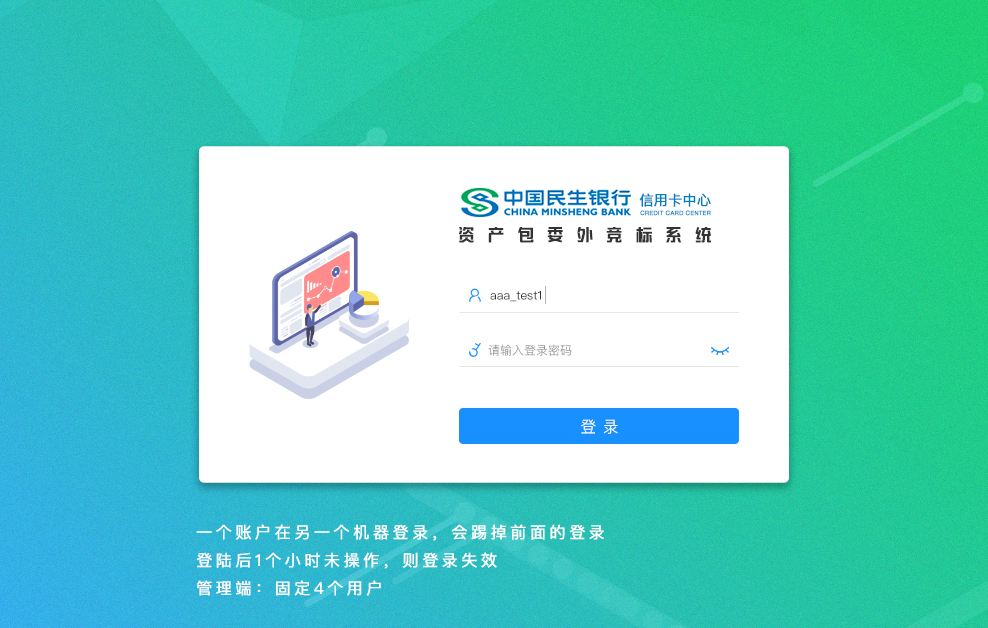 中国民生银行 信用卡中心
CHINA MINSHENG BANK CREDIT CARD CENTER
资产包委外竞标系统
aaa_test1
请输入登录密码
登 录
一个账户在另一个机器登录，会踢掉前面的登录
登陆后1个小时未操作，则登录失效
管理端：固定4个用户